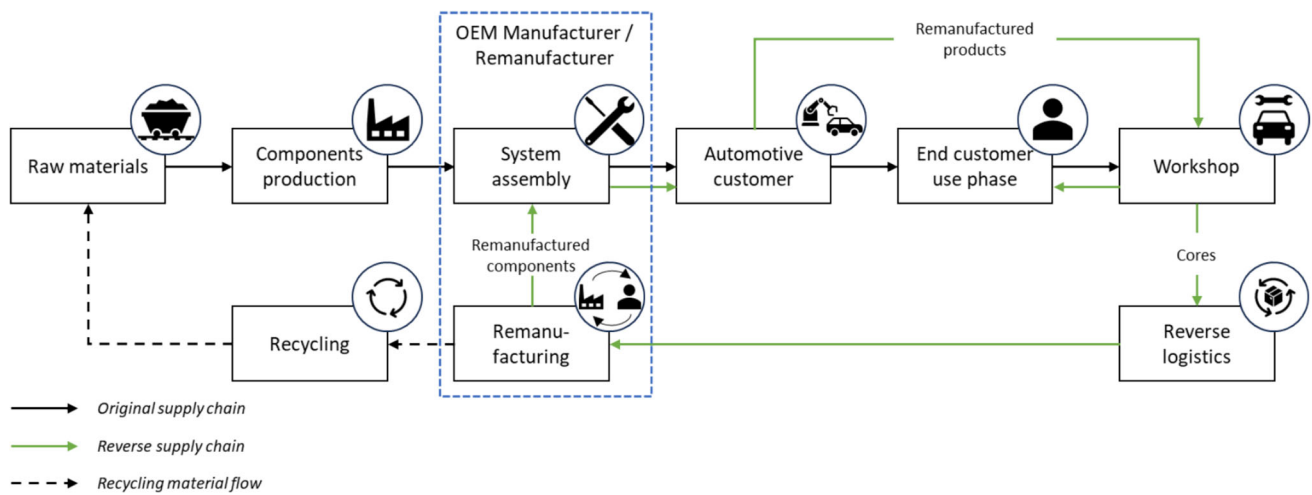 OEM Manufacturer /
Remanufacturer
Remanufactured
products
Raw materials
Components
production
System
assembly
Automotive
customer
End customer
use phase
Workshop
Remanufactured
components
Cores
Recycling
Remanu-
facturing
Reverse
logistics
Original supply chain
Reverse supply chain
Recycling material flow